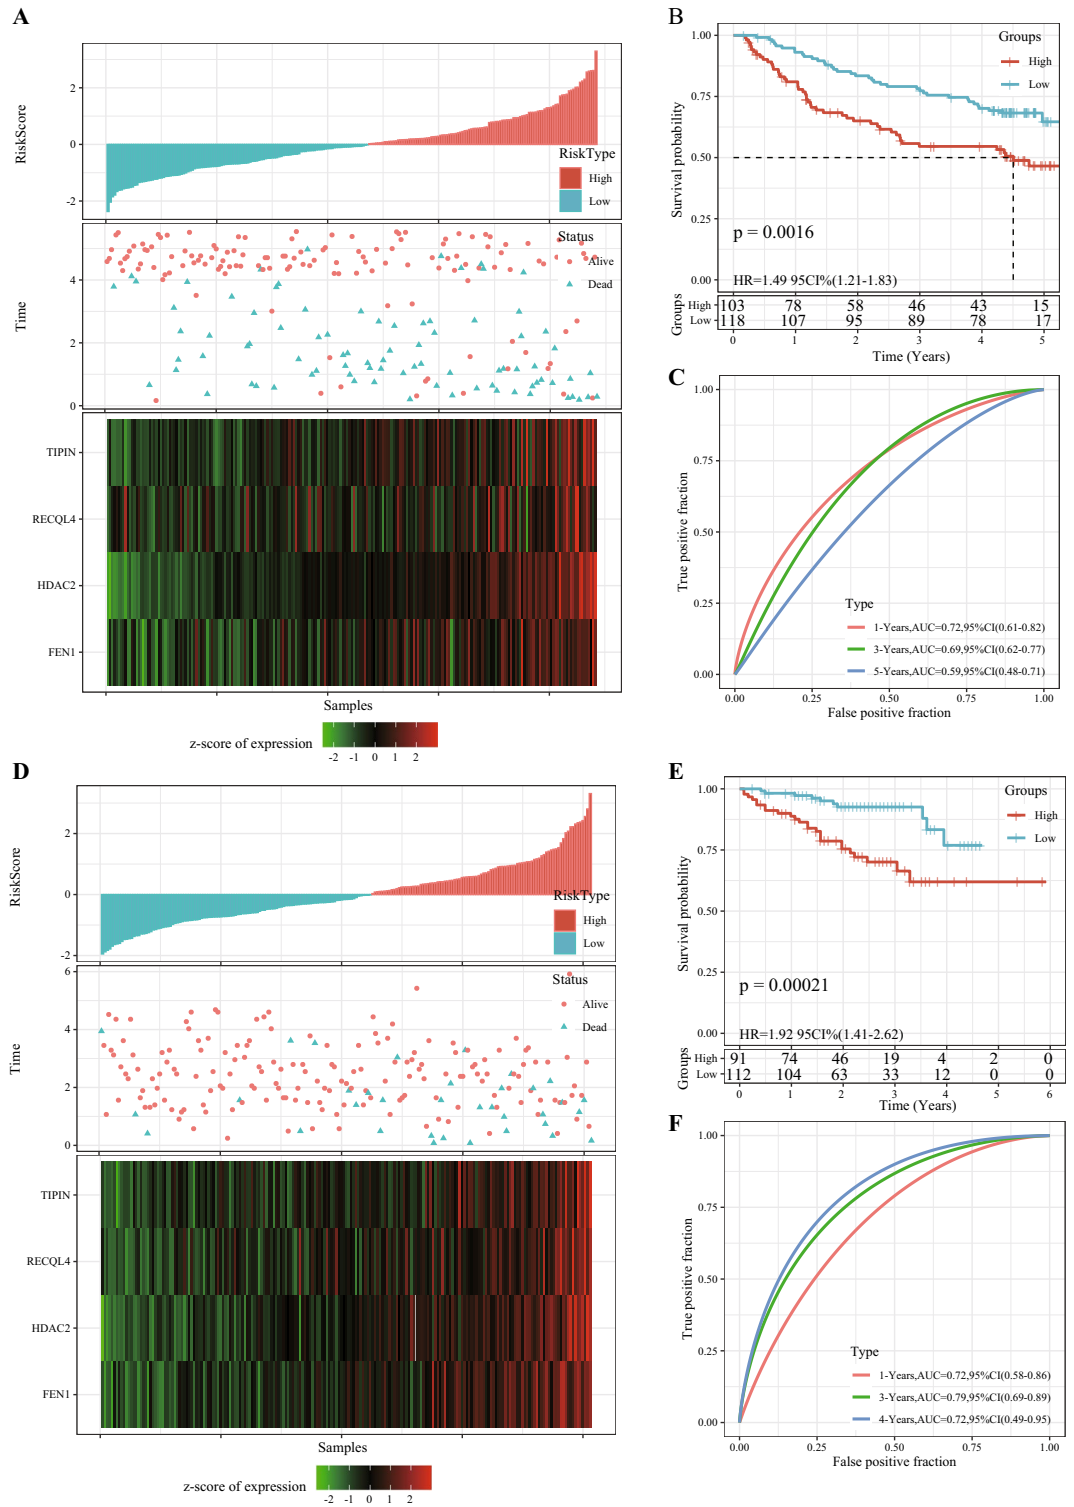 A
RiskScore
2
0
-2
RiskType
High
Low
Time
4
2
0
Status
Alive
Dead
TIPIN
RECQL4
HDAC2
FEN1
Samples
z-score of expression
-2 -1 0 1 2
B
Survival probability
1.00
0.75
0.50
0.25
0.00
Groups
High
Low
p = 0.0016
HR=1.49 95CI%(1.21-1.83)
Groups
High 103 78 58 46 43 15
Low 118 107 95 89 78 17
0 1 2 3 4 5
Time (Years)
C
True positive fraction
1.00
0.75
0.50
0.25
0.00
Type
1-Years,AUC=0.72,95%CI(0.61-0.82)
3-Years,AUC=0.69,95%CI(0.62-0.77)
5-Years,AUC=0.59,95%CI(0.48-0.71)
0.00 0.25 0.50 0.75 1.00
False positive fraction
D
RiskScore
2
0
-2
RiskType
High
Low
Time
6
4
2
0
Status
Alive
Dead
TIPIN
RECQL4
HDAC2
FEN1
Samples
z-score of expression
-2 -1 0 1 2
E
Survival probability
1.00
0.75
0.50
0.25
0.00
Groups
High
Low
p = 0.00021
HR=1.92 95CI%(1.41-2.62)
Groups
High 91 74 46 19 4 2 0
Low 112 104 63 33 12 0 0
0 1 2 3 4 5 6
Time (Years)
F
True positive fraction
1.00
0.75
0.50
0.25
0.00
Type
1-Years,AUC=0.72,95%CI(0.58-0.86)
3-Years,AUC=0.79,95%CI(0.69-0.89)
4-Years,AUC=0.72,95%CI(0.49-0.95)
0.00 0.25 0.50 0.75 1.00
False positive fraction